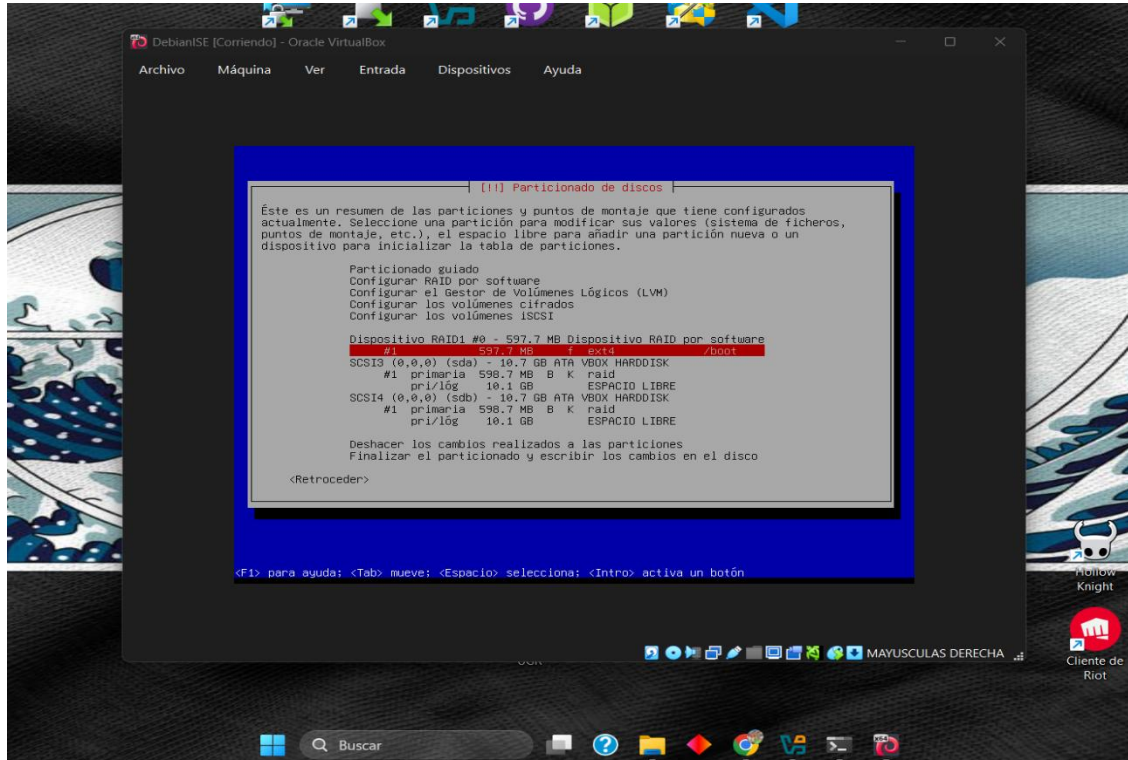 DebianISE [Corriendo] - Oracle VirtualBox
Archivo Máquina Ver Entrada Dispositivos Ayuda
[!!] Particionado de discos
Éste es un resumen de las particiones y puntos de montaje que tiene configurados
actualmente. Seleccione una partición para modificar sus valores (sistema de ficheros,
puntos de montaje, etc.), el espacio libre para añadir una partición nueva o un
dispositivo para inicializar la tabla de particiones.
Particionado guiado
Configurar RAID por software
Configurar el Gestor de Volúmenes Lógicos (LVM)
Configurar los volúmenes cifrados
Configurar los volúmenes iSCSI
Dispositivo RAID1 #0 - 597.7 MB Dispositivo RAID por software
#1 597.7 MB f ext4 /boot
SCSI3 (0,0,0) (sda) - 10.7 GB ATA VBOX HARDDISK
#1 primaria 598.7 MB B K raid
pri/lóg 10.1 GB ESPACIO LIBRE
SCSI4 (0,0,0) (sdb) - 10.7 GB ATA VBOX HARDDISK
#1 primaria 598.7 MB B K raid
pri/lóg 10.1 GB ESPACIO LIBRE
Deshacer los cambios realizados a las particiones
Finalizar el particionado y escribir los cambios en el disco
<Retroceder>
<F1> para ayuda; <Tab> mueve; <Espacio> selecciona; <Intro> activa un botón
Hollow
Knight
MAYUSCULAS DERECHA
Cliente de
Riot
Buscar